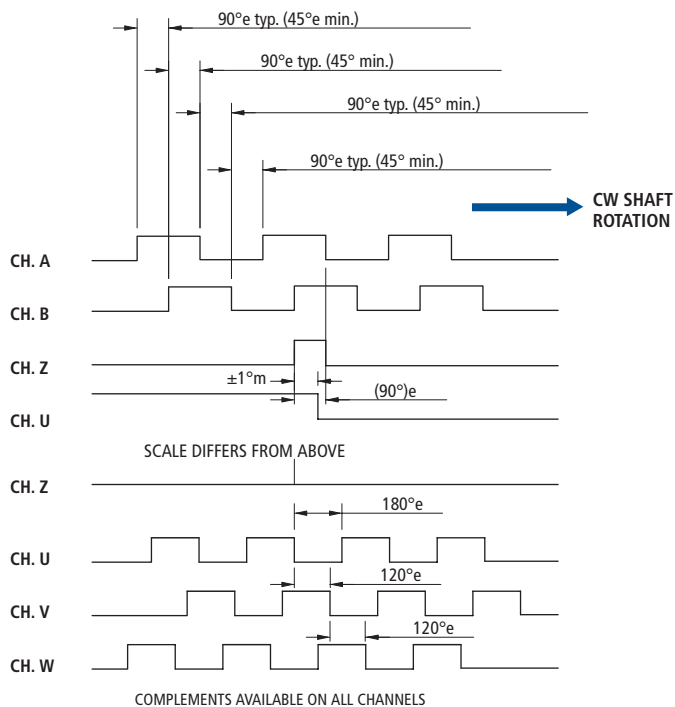 90°e typ. (45°e min.)
90°e typ. (45° min.)
90°e typ. (45° min.)
90°e typ. (45° min.)
CW SHAFT
ROTATION
CH. A
CH. B
CH. Z
±1°m
(90°)e
CH. U
SCALE DIFFERS FROM ABOVE
CH. Z
180°e
CH. U
120°e
CH. V
120°e
CH. W
COMPLEMENTS AVAILABLE ON ALL CHANNELS